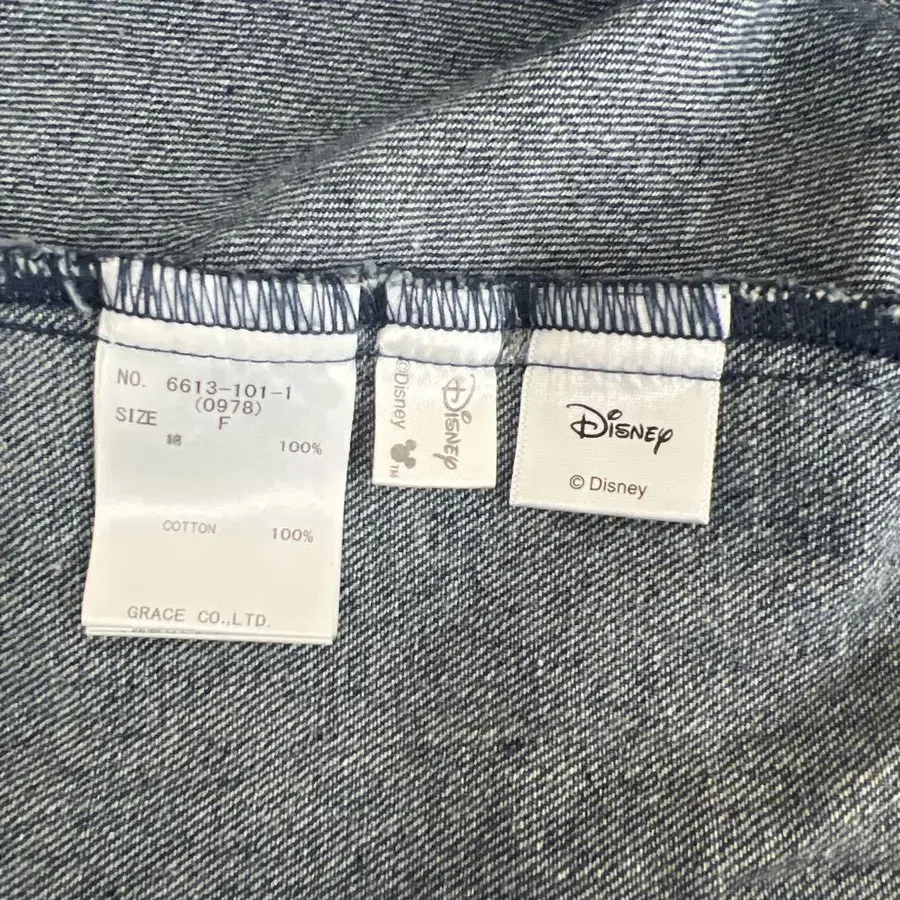 NO. 6613-101-1
(0978)
SIZE F
綿 100%
COTTON 100%
GRACE CO.,LTD.
©Disney
Disney
TM
Disney
© Disney